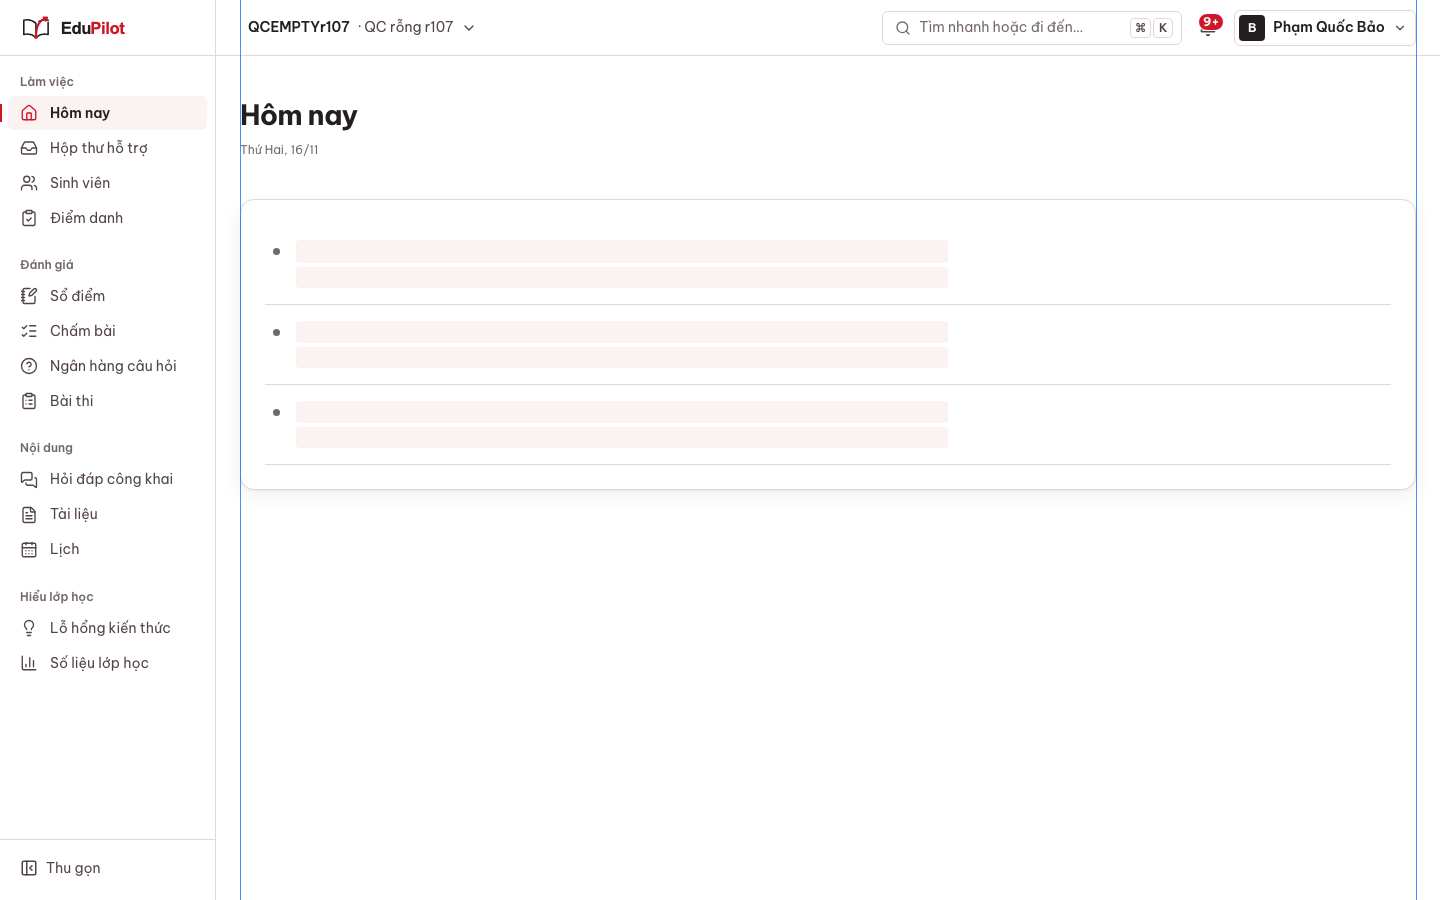 EduPilot
QCEMPTYr107 · QC rỗng r107
Tìm nhanh hoặc đi đến...
⌘ K
9+
B
Phạm Quốc Bảo
Làm việc
Hôm nay
Hộp thư hỗ trợ
Sinh viên
Điểm danh
Đánh giá
Sổ điểm
Chấm bài
Ngân hàng câu hỏi
Bài thi
Nội dung
Hỏi đáp công khai
Tài liệu
Lịch
Hiểu lớp học
Lỗ hổng kiến thức
Số liệu lớp học
Thu gọn
Hôm nay
Thứ Hai, 16/11